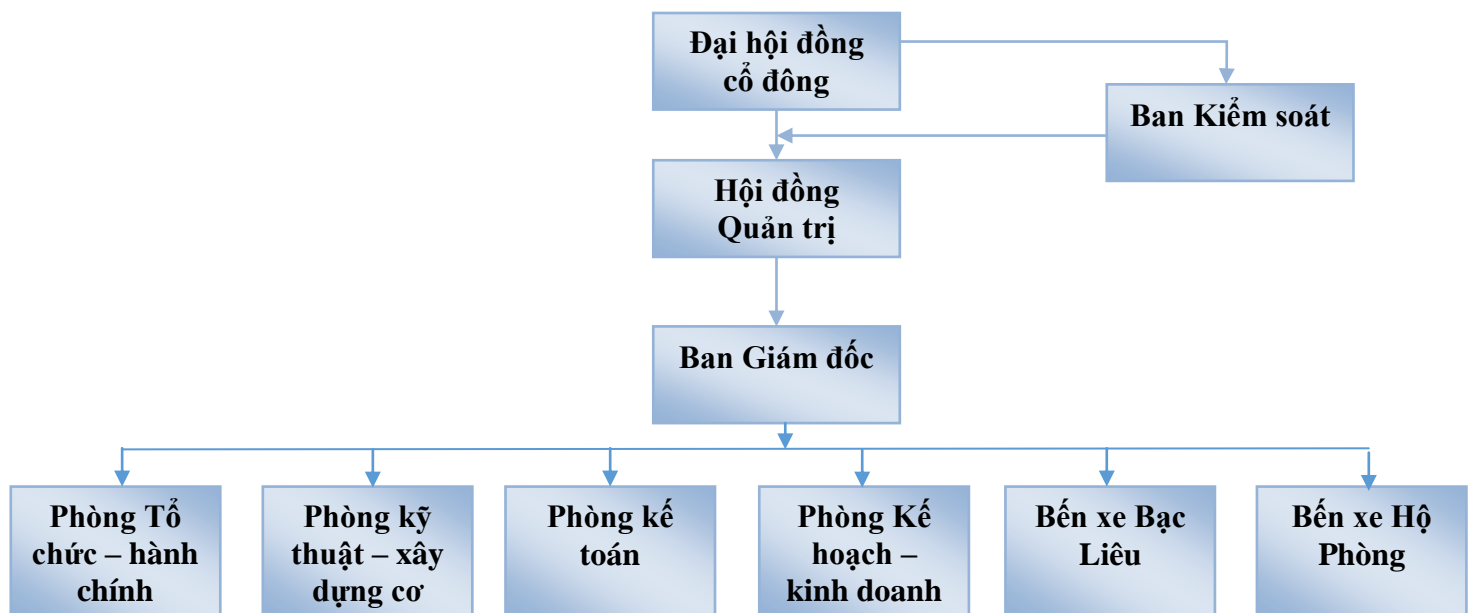 Đại hội đồng
cổ đông
Ban Kiểm soát
Hội đồng
Quản trị
Ban Giám đốc
Phòng Tổ
chức – hành
chính
Phòng kỹ
thuật – xây
dựng cơ
Phòng kế
toán
Phòng Kế
hoạch –
kinh doanh
Bến xe Bạc
Liêu
Bến xe Hộ
Phòng